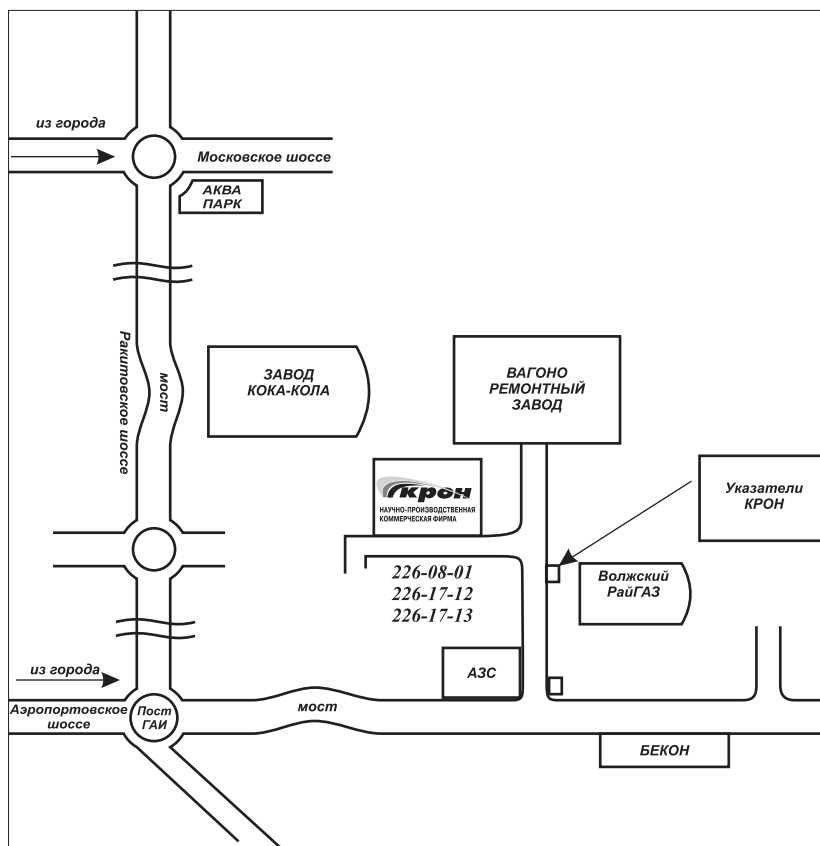 из города
Московское шоссе
АКВА
ПАРК
Ракитовское шоссе
мост
ЗАВОД
КОКА-КОЛА
ВАГОНО
РЕМОНТНЫЙ
ЗАВОД
крон
НАУЧНО-ПРОИЗВОДСТВЕННАЯ
КОММЕРЧЕСКАЯ ФИРМА
Указатели
КРОН
226-08-01
226-17-12
226-17-13
Волжский
РайГАЗ
из города
АЗС
Аэропортовское
шоссе
Пост
ГАИ
мост
БЕКОН